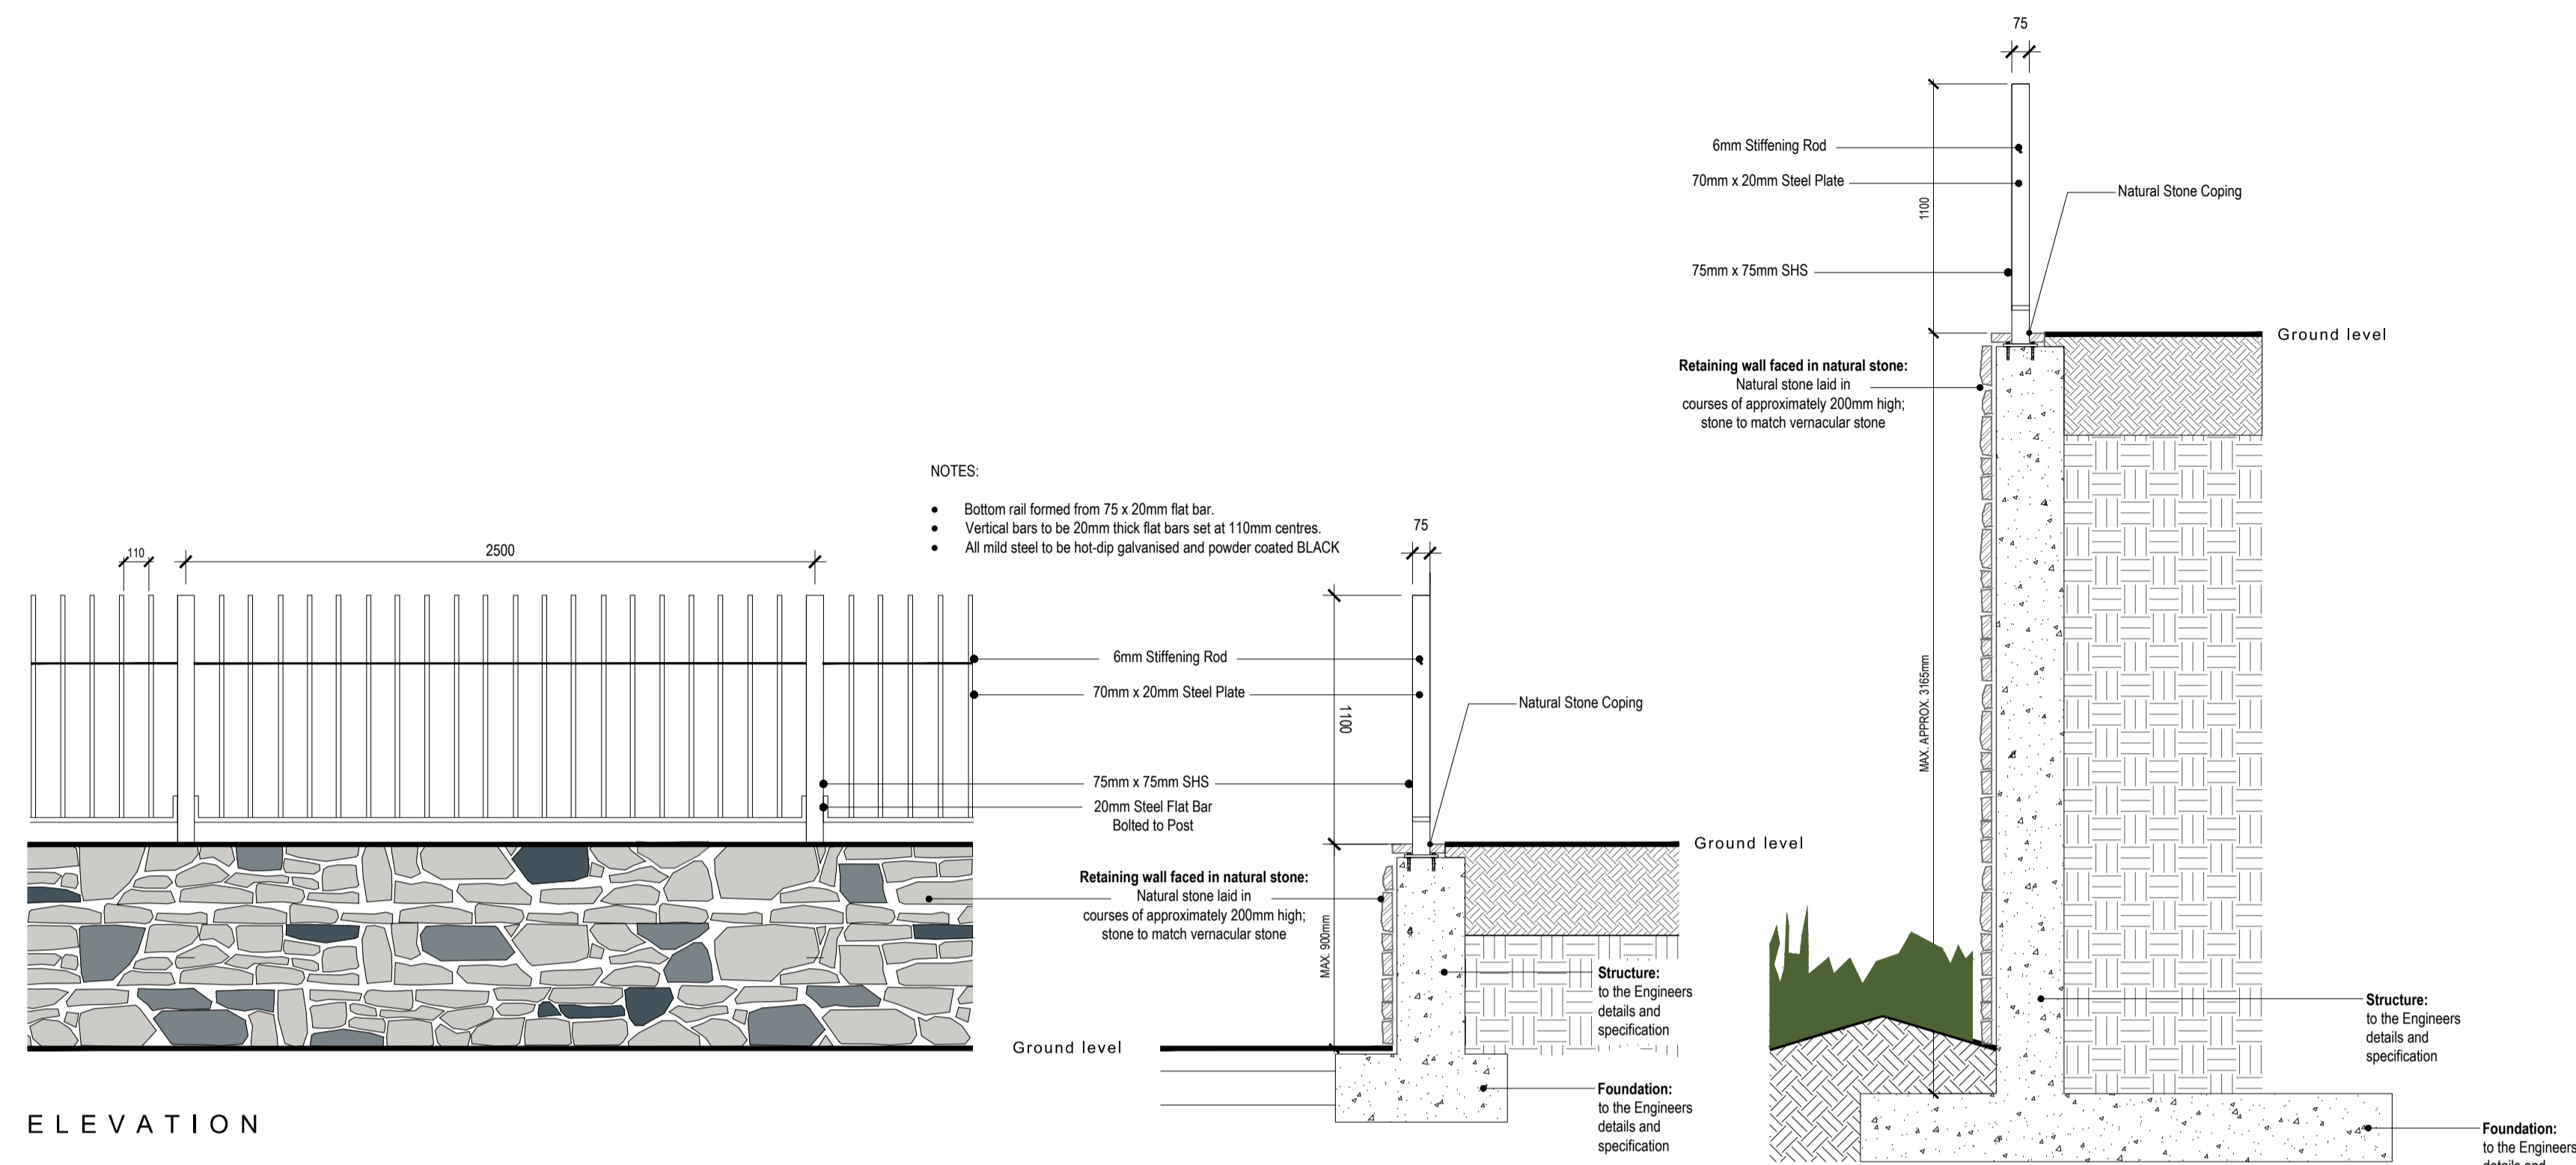 NOTES:
Bottom rail formed from 75 x 20mm flat bar.
Vertical bars to be 20mm thick flat bars set at 110mm centres.
All mild steel to be hot-dip galvanised and powder coated BLACK
110
2500
6mm Stiffening Rod
70mm x 20mm Steel Plate
75mm x 75mm SHS
20mm Steel Flat Bar
Bolted to Post
Retaining wall faced in natural stone:
Natural stone laid in
courses of approximately 200mm high;
stone to match vernacular stone
Ground level
ELEVATION
75
1100
MAX. 900mm
Natural Stone Coping
Ground level
Structure:
to the Engineers
details and
specification
Foundation:
to the Engineers
details and
specification
75
6mm Stiffening Rod
70mm x 20mm Steel Plate
75mm x 75mm SHS
1100
Natural Stone Coping
Ground level
Retaining wall faced in natural stone:
Natural stone laid in
courses of approximately 200mm high;
stone to match vernacular stone
MAX. APPROX. 3165mm
Structure:
to the Engineers
details and
specification
Foundation:
to the Engineers